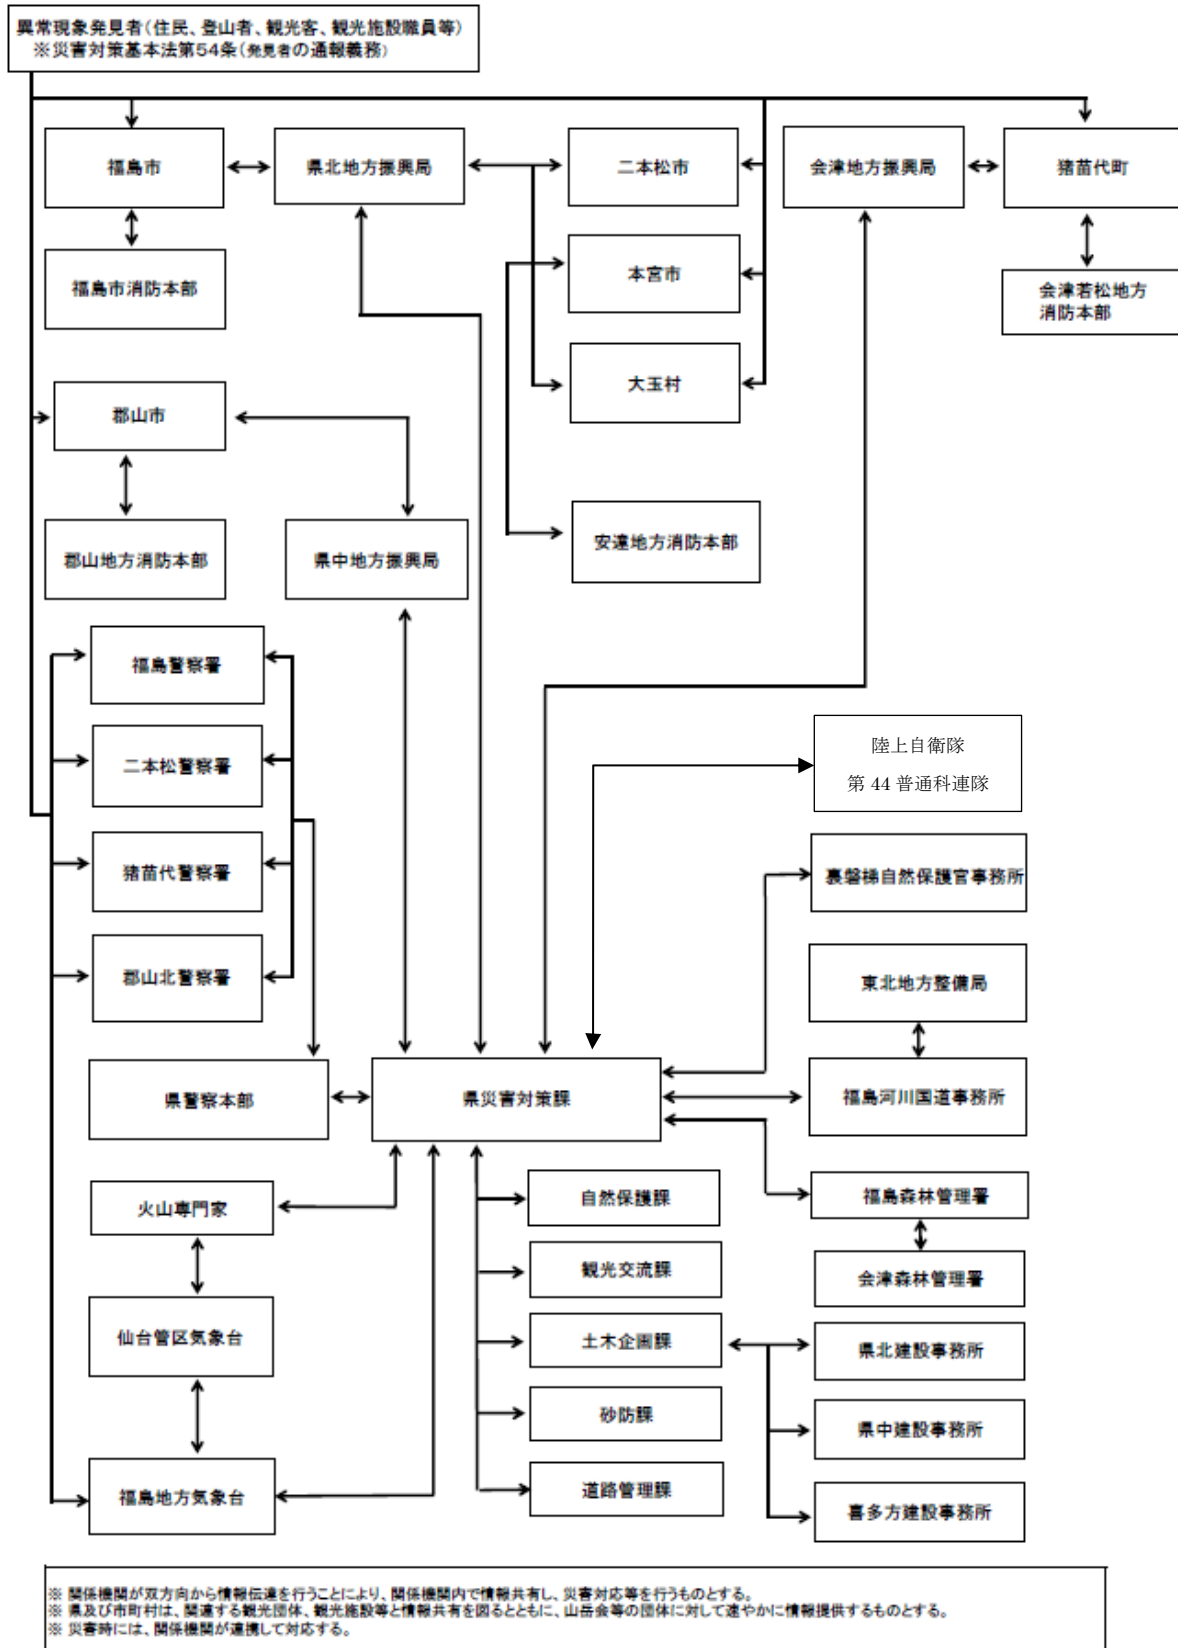 異常現象発見者(住民、登山者、観光客、観光施設職員等)
※災害対策基本法第54条(発見者の通報義務)
福島市
県北地方振興局
二本松市
会津地方振興局
猪苗代町
福島市消防本部
本宮市
会津若松地方
消防本部
大玉村
郡山市
郡山地方消防本部
県中地方振興局
安達地方消防本部
福島警察署
二本松警察署
猪苗代警察署
郡山北警察署
陸上自衛隊
第 44 普通科連隊
裏磐梯自然保護官事務所
東北地方整備局
県警察本部
県災害対策課
福島河川国道事務所
火山専門家
自然保護課
福島森林管理署
観光交流課
会津森林管理署
仙台管区気象台
土木企画課
県北建設事務所
砂防課
県中建設事務所
福島地方気象台
道路管理課
喜多方建設事務所
※ 関係機関が双方向から情報伝達を行うことにより、関係機関内で情報共有し、災害対応等を行うものとする。
※ 県及び市町村は、関連する観光団体、観光施設等と情報共有を図るとともに、山岳会等の団体に対して速やかに情報提供するものとする。
※ 災害時には、関係機関が連携して対応する。